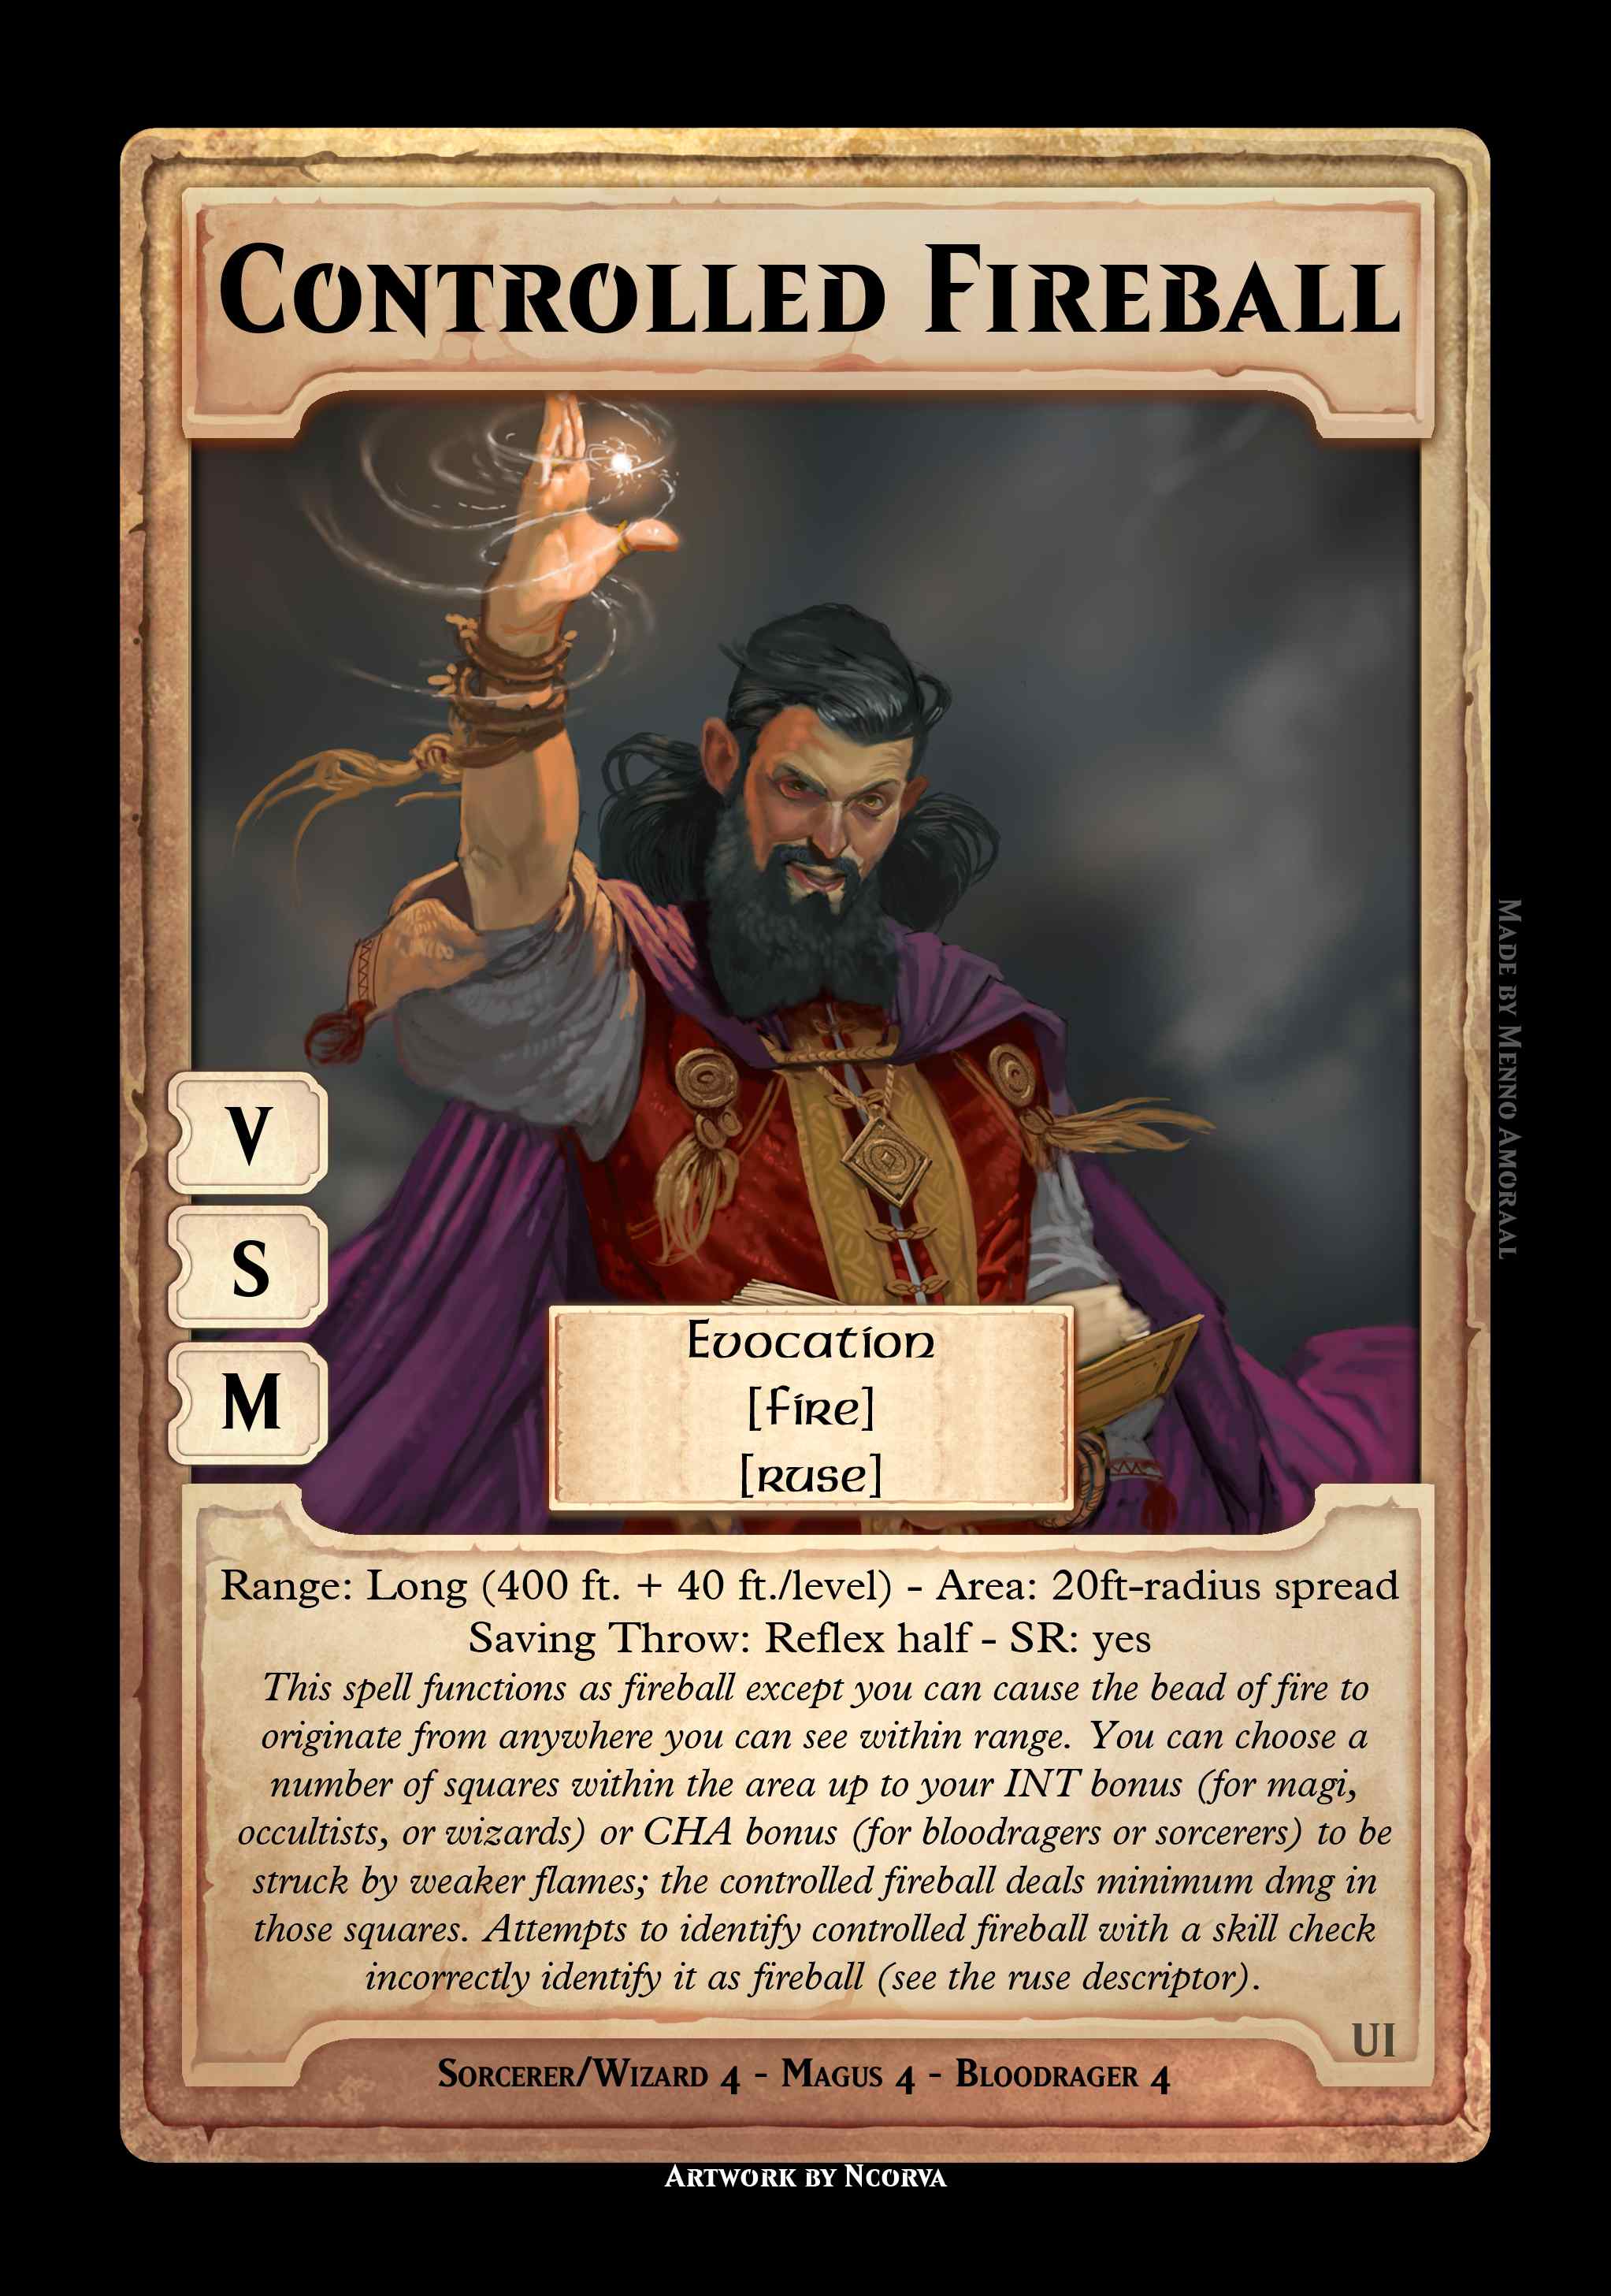 Controlled Fireball
V
S
M
Evocation
[fire]
[ruse]
Range: Long (400 ft. + 40 ft./level) - Area: 20ft-radius spread
Saving Throw: Reflex half - SR: yes
This spell functions as fireball except you can cause the bead of fire to
originate from anywhere you can see within range. You can choose a
number of squares within the area up to your INT bonus (for magi,
occultists, or wizards) or CHA bonus (for bloodragers or sorcerers) to be
struck by weaker flames; the controlled fireball deals minimum dmg in
those squares. Attempts to identify controlled fireball with a skill check
incorrectly identify it as fireball (see the ruse descriptor).
UI
Sorcerer/Wizard 4 - Magus 4 - Bloodrager 4
Artwork by Ncorva
Made by Menno Amoraal